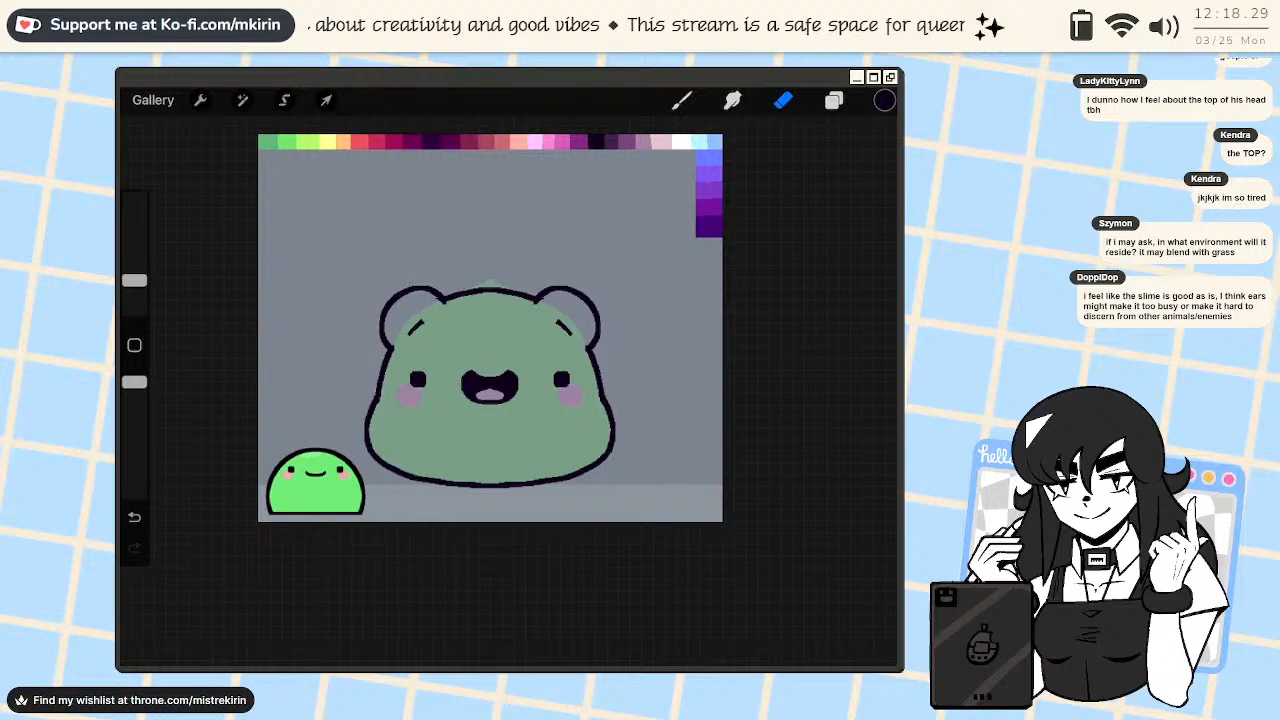 Support me at Ko-fi.com/mkirin
about creativity and good vibes ◆ This stream is a safe space for queer
12:18.29
03/25 Mon
LadyKittyLynn
I dunno how I feel about the top of his head
tbh
Kendra
the TOP?
Kendra
jkjkjk im so tired
Szymon
if i may ask, in what environment will it
reside? it may blend with grass
DopplDop
i feel like the slime is good as is, I think ears
might make it too busy or make it hard to
discern from other animals/enemies
Gallery
hello
Find my wishlist at throne.com/mistrekirin